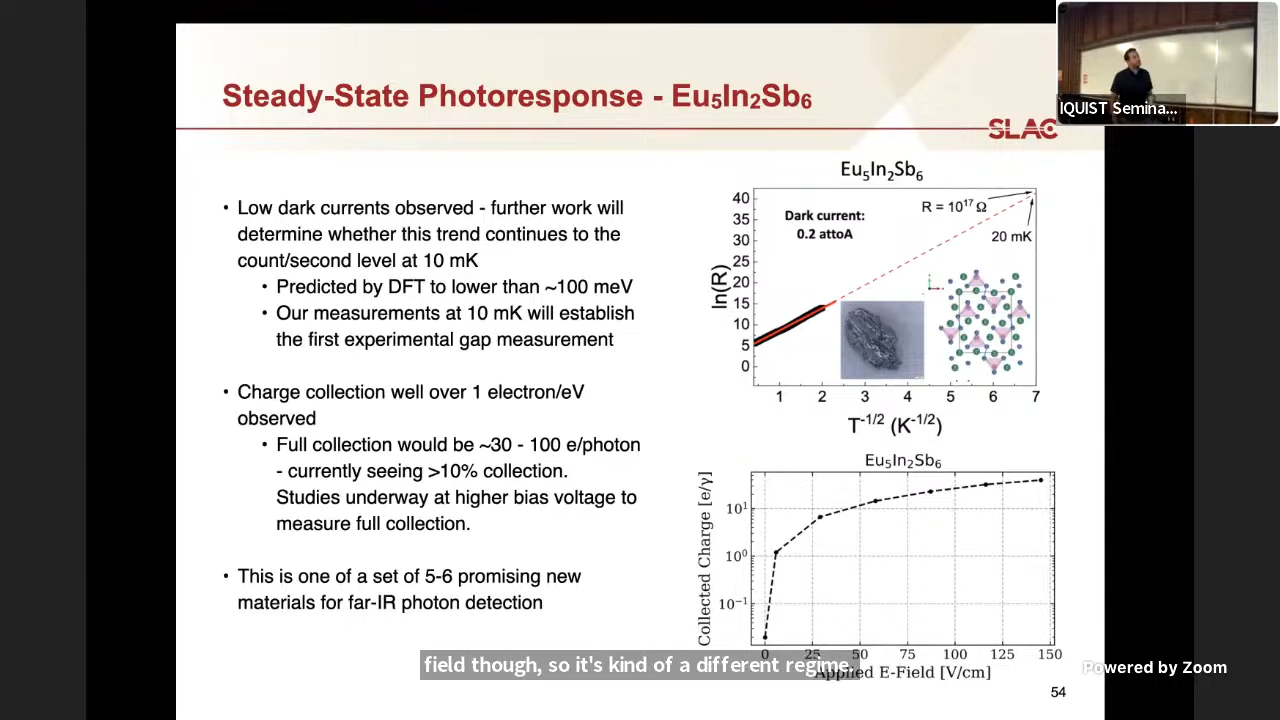 Steady-State Photoresponse - Eu₅In₂Sb₆
SLAC
IQUIST Semina...
• Low dark currents observed - further work will
determine whether this trend continues to the
count/second level at 10 mK
• Predicted by DFT to lower than ~100 meV
• Our measurements at 10 mK will establish
the first experimental gap measurement
• Charge collection well over 1 electron/eV
observed
• Full collection would be ~30 - 100 e/photon
- currently seeing >10% collection.
Studies underway at higher bias voltage to
measure full collection.
• This is one of a set of 5-6 promising new
materials for far-IR photon detection
Eu₅In₂Sb₆
40
35
30
25
20
15
10
5
0
ln(R)
Dark current:
0.2 attoA
R = 10¹⁷ Ω
20 mK
1 2 3 4 5 6 7
T⁻¹/² (K⁻¹/²)
Eu₅In₂Sb₆
Collected Charge [e/γ]
10¹
10⁰
10⁻¹
0 25 50 75 100 125 150
Applied E-Field [V/cm]
field though, so it's kind of a different regime.
Powered by Zoom
54